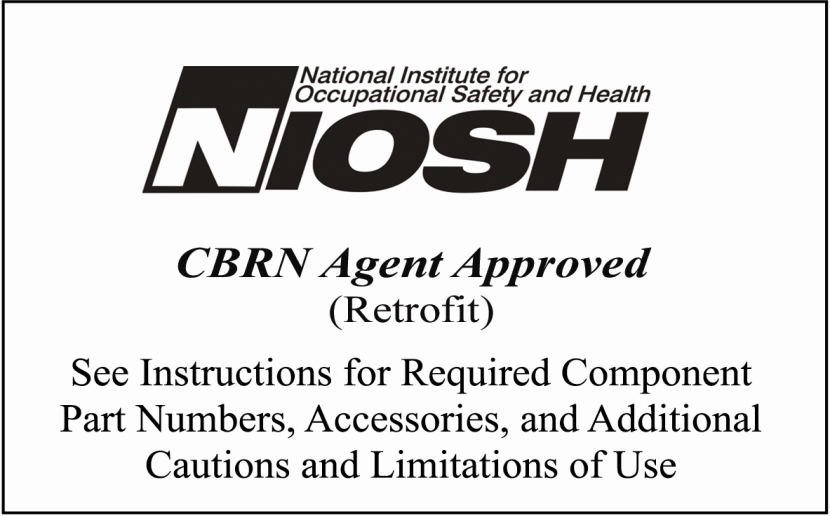 National Institute for
Occupational Safety and Health
NIOSH
CBRN Agent Approved
(Retrofit)
See Instructions for Required Component
Part Numbers, Accessories, and Additional
Cautions and Limitations of Use